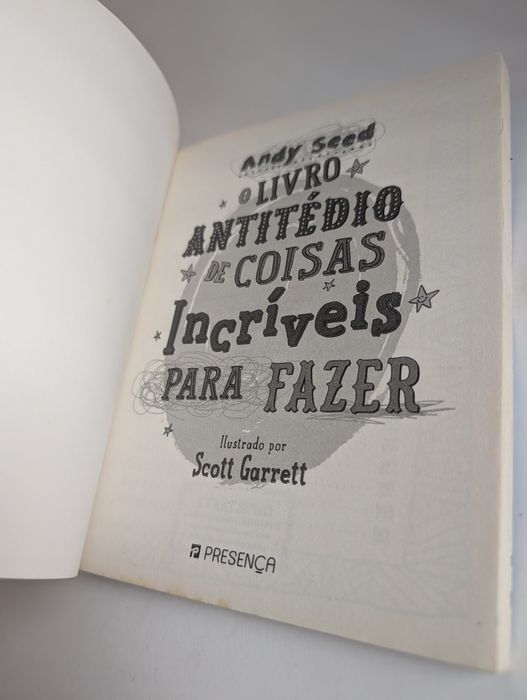 Andy Seed
O LIVRO
ANTITÉDIO
DE COISAS
Incríveis
PARA FAZER
Ilustrado por
Scott Garrett
PRESENÇA